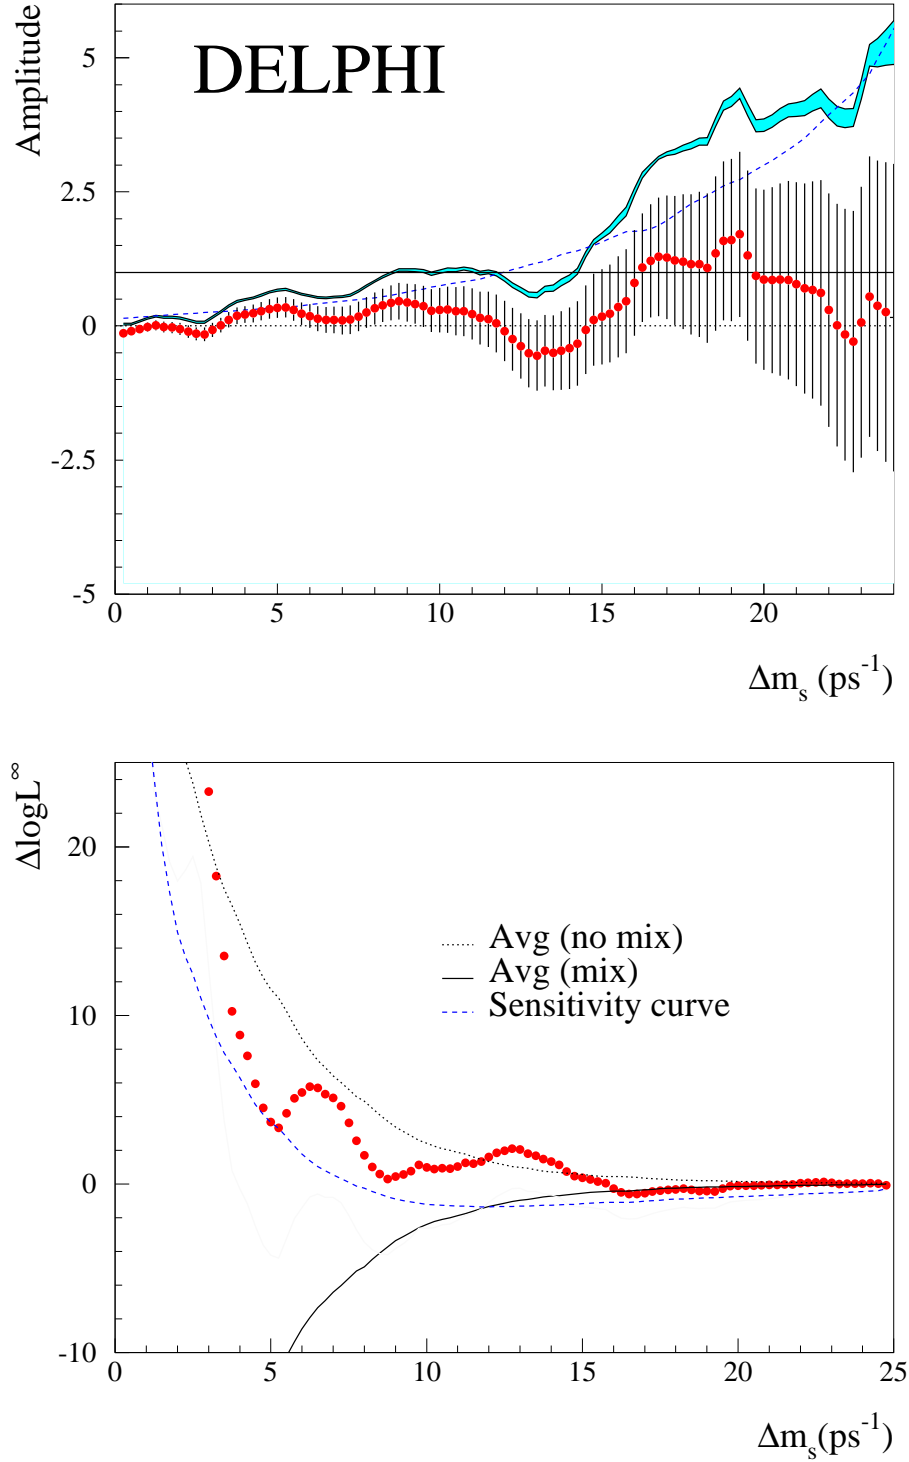 Amplitude
DELPHI
5
2.5
0
-2.5
-5
0 5 10 15 20
Δm_s (ps^-1)
ΔlogL^∞
20
10
0
-10
Avg (no mix)
Avg (mix)
Sensitivity curve
0 5 10 15 20 25
Δm_s(ps^-1)